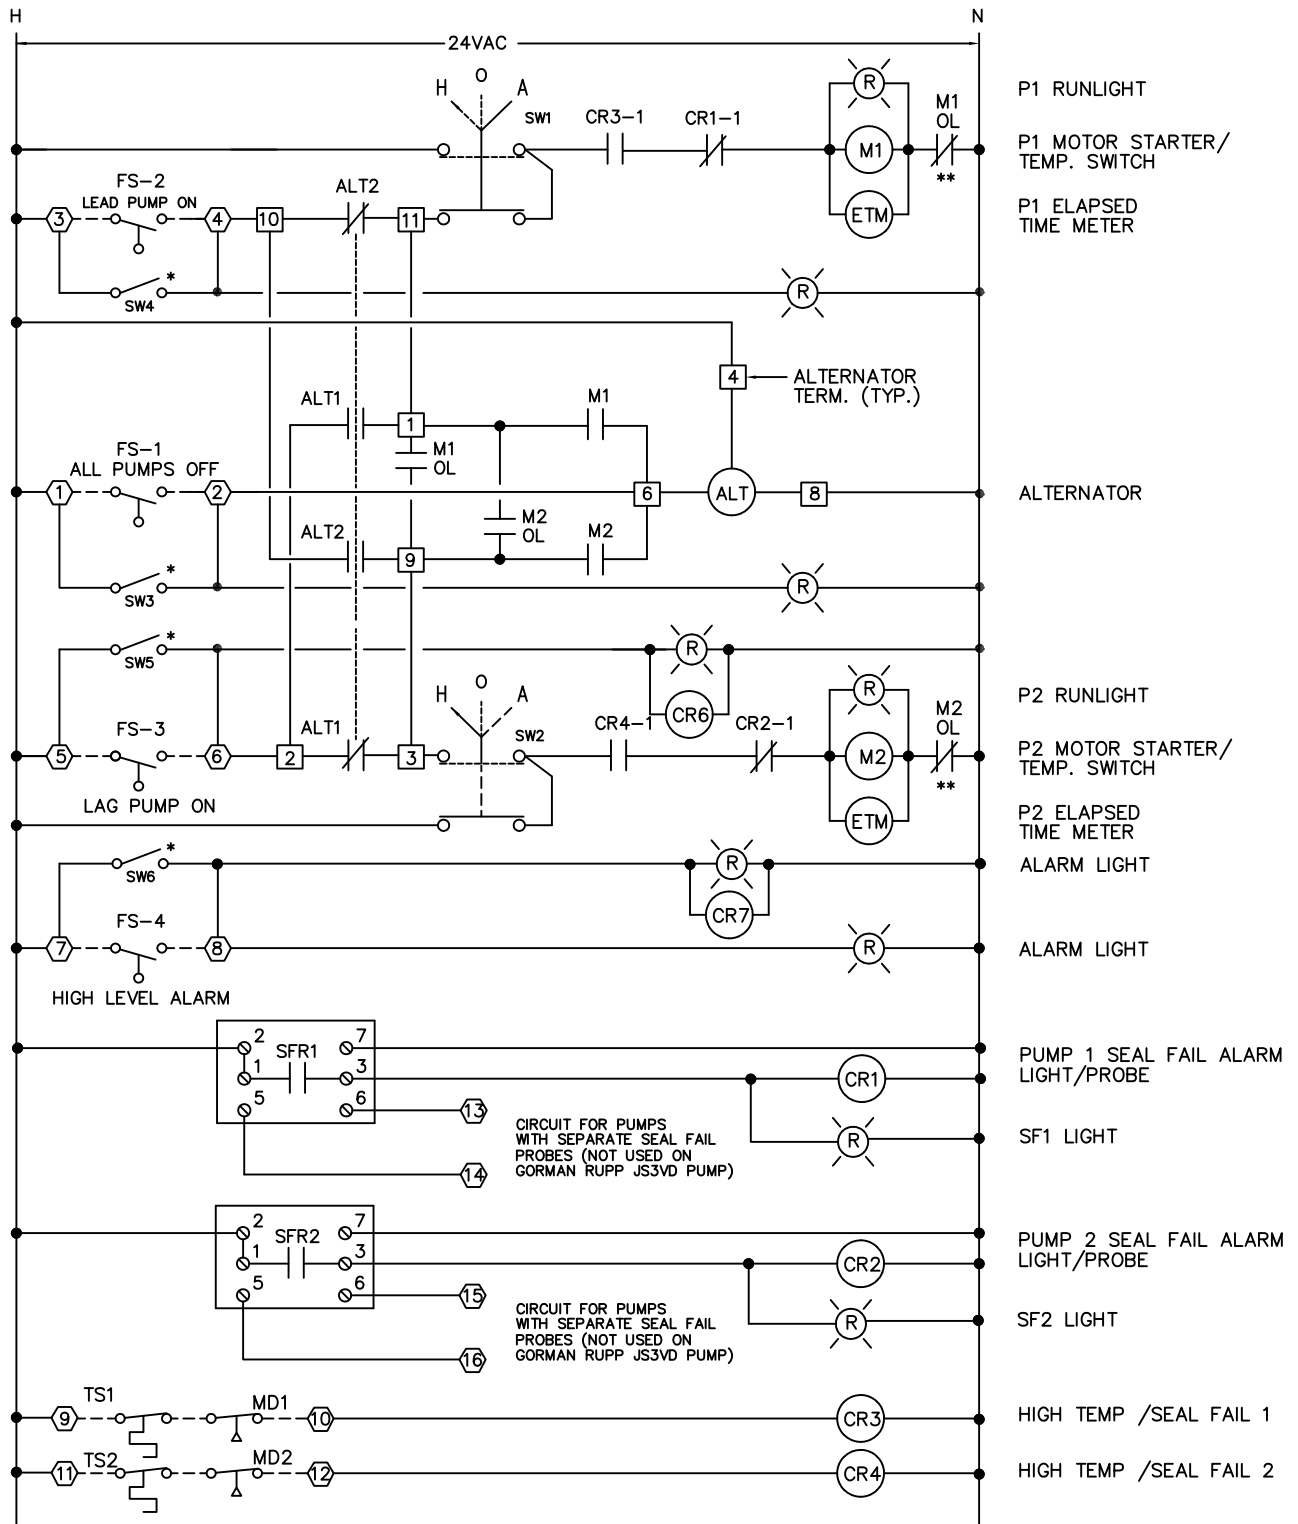 H
N
24VAC
H O A
SW1
CR3-1
CR1-1
R
M1
OL
P1 RUNLIGHT
M1
**
P1 MOTOR STARTER/
TEMP. SWITCH
FS-2
LEAD PUMP ON
ALT2
3
4
10
11
ETM
P1 ELAPSED
TIME METER
*
SW4
R
4
ALTERNATOR
TERM. (TYP.)
ALT1
M1
1
M1
OL
FS-1
ALL PUMPS OFF
1
2
6
ALT
8
ALTERNATOR
M2
OL
ALT2
M2
9
*
SW3
R
*
SW5
R
H O A
SW2
CR6
R
M2
OL
P2 RUNLIGHT
FS-3
ALT1
CR4-1
CR2-1
5
6
2
3
M2
**
P2 MOTOR STARTER/
TEMP. SWITCH
LAG PUMP ON
ETM
P2 ELAPSED
TIME METER
*
SW6
R
ALARM LIGHT
CR7
FS-4
7
8
R
ALARM LIGHT
HIGH LEVEL ALARM
2
SFR1
7
1
3
5
6
CR1
PUMP 1 SEAL FAIL ALARM
LIGHT/PROBE
13
14
CIRCUIT FOR PUMPS
WITH SEPARATE SEAL FAIL
PROBES (NOT USED ON
GORMAN RUPP JS3VD PUMP)
R
SF1 LIGHT
2
SFR2
7
1
3
5
6
CR2
PUMP 2 SEAL FAIL ALARM
LIGHT/PROBE
15
16
CIRCUIT FOR PUMPS
WITH SEPARATE SEAL FAIL
PROBES (NOT USED ON
GORMAN RUPP JS3VD PUMP)
R
SF2 LIGHT
TS1
MD1
9
10
CR3
HIGH TEMP /SEAL FAIL 1
TS2
MD2
11
12
CR4
HIGH TEMP /SEAL FAIL 2